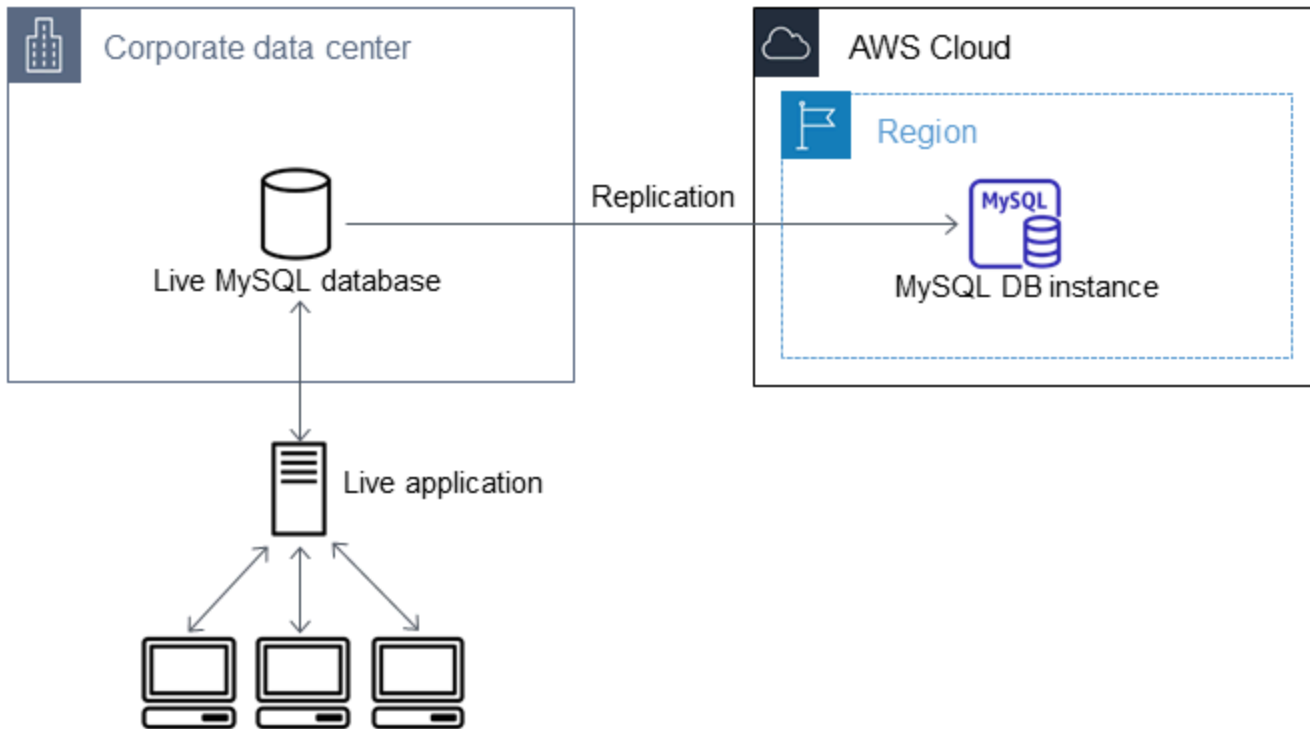 Corporate data center
AWS Cloud
Region
Replication
MySQL
Live MySQL database
MySQL DB instance
Live application